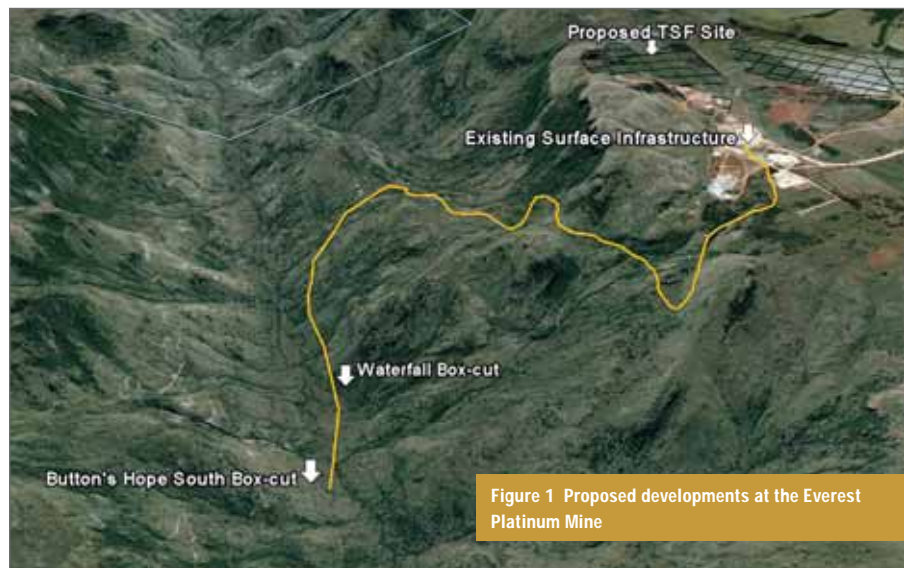 Proposed TSF Site
Existing Surface Infrastructure
Waterfall Box-cut
Button's Hope South Box-cut
Figure 1 Proposed developments at the Everest
Platinum Mine